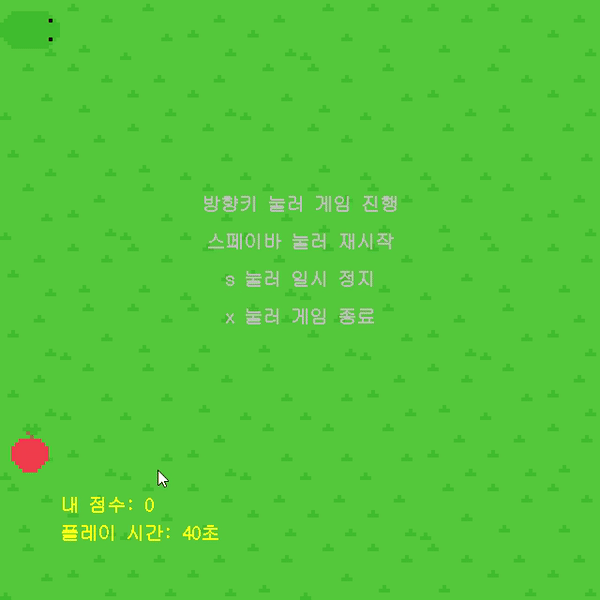 방향키 눌러 게임 진행
스페이바 눌러 재시작
s 눌러 일시 정지
x 눌러 게임 종료
내 점수: 0
플레이 시간: 40초